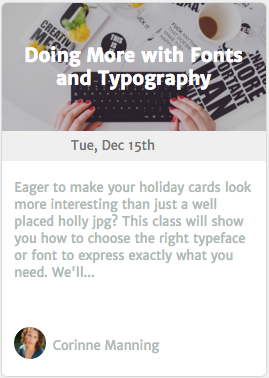 Doing More with Fonts
and Typography
Tue, Dec 15th
Eager to make your holiday cards look
more interesting than just a well
placed holly jpg? This class will show
you how to choose the right typeface
or font to express exactly what you
need. We'll...
Corinne Manning